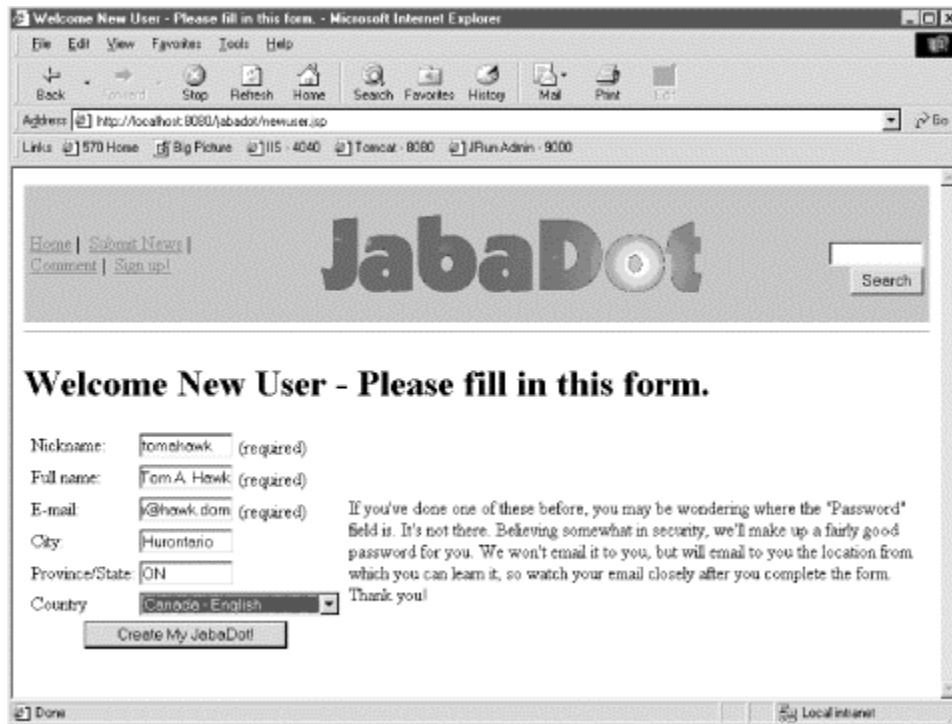 Welcome New User - Please fill in this form. - Microsoft Internet Explorer
File Edit View Favorites Tools Help
Back Forward Stop Refresh Home Search Favorites History Mail Print Edit
Address http://localhost:8080/jabadot/newuser.jsp Go
Links 570 Home Big Picture IIS - 4040 Tomcat - 8080 JRun Admin - 9000
Home | Submit News |
Comment | Sign up!
JabaDot
Search
Welcome New User - Please fill in this form.
Nickname: tomahawk (required)
Full name: Tom A. Hawk (required)
E-mail: @hawk.dom (required)
City: Hurontario
Province/State: ON
Country Canada - English
Create My JabaDot!
If you've done one of these before, you may be wondering where the "Password"
field is. It's not there. Believing somewhat in security, we'll make up a fairly good
password for you. We won't email it to you, but will email to you the location from
which you can learn it, so watch your email closely after you complete the form.
Thank you!
Done Local intranet